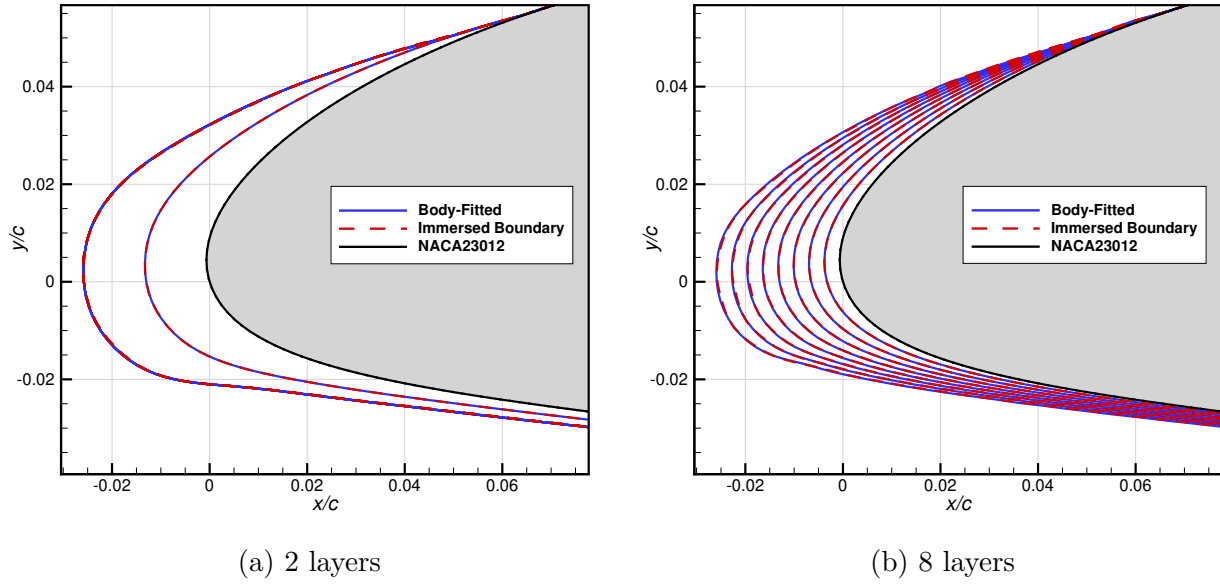 y/c
0.04
0.02
0
-0.02
-0.02
0
0.02
0.04
0.06
x/c
Body-Fitted
Immersed Boundary
NACA23012
(a) 2 layers
y/c
0.04
0.02
0
-0.02
-0.02
0
0.02
0.04
0.06
x/c
Body-Fitted
Immersed Boundary
NACA23012
(b) 8 layers